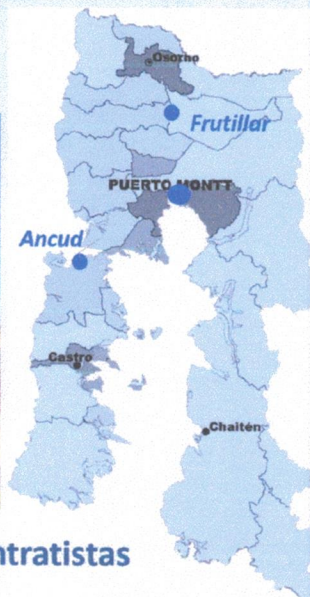 Osorno
Frutillar
PUERTO MONTT
Ancud
Castro
Chaitén
ntratistas